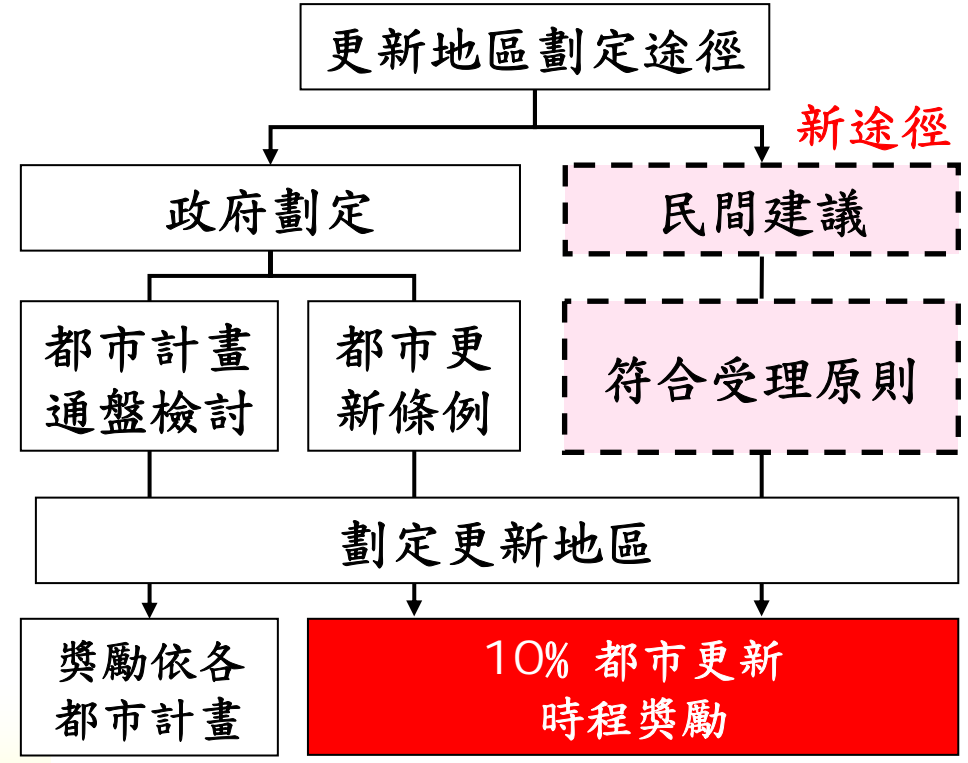 更新地區劃定途徑
新途徑
政府劃定
民間建議
都市計畫
通盤檢討
都市更
新條例
符合受理原則
劃定更新地區
獎勵依各
都市計畫
10% 都市更新
時程獎勵